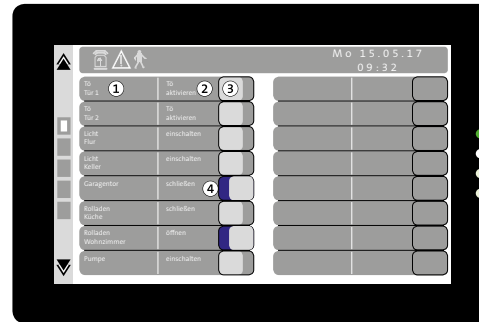 Mo 15.05.17
09:32
Tö
Tür 1
1
Tö
aktivieren
2
3
Tö
Tür 2
Tö
aktivieren
Licht
Flur
einschalten
Licht
Keller
einschalten
Garagentor
schließen
4
Rolladen
Küche
schließen
Rolladen
Wohnzimmer
öffnen
Pumpe
einschalten